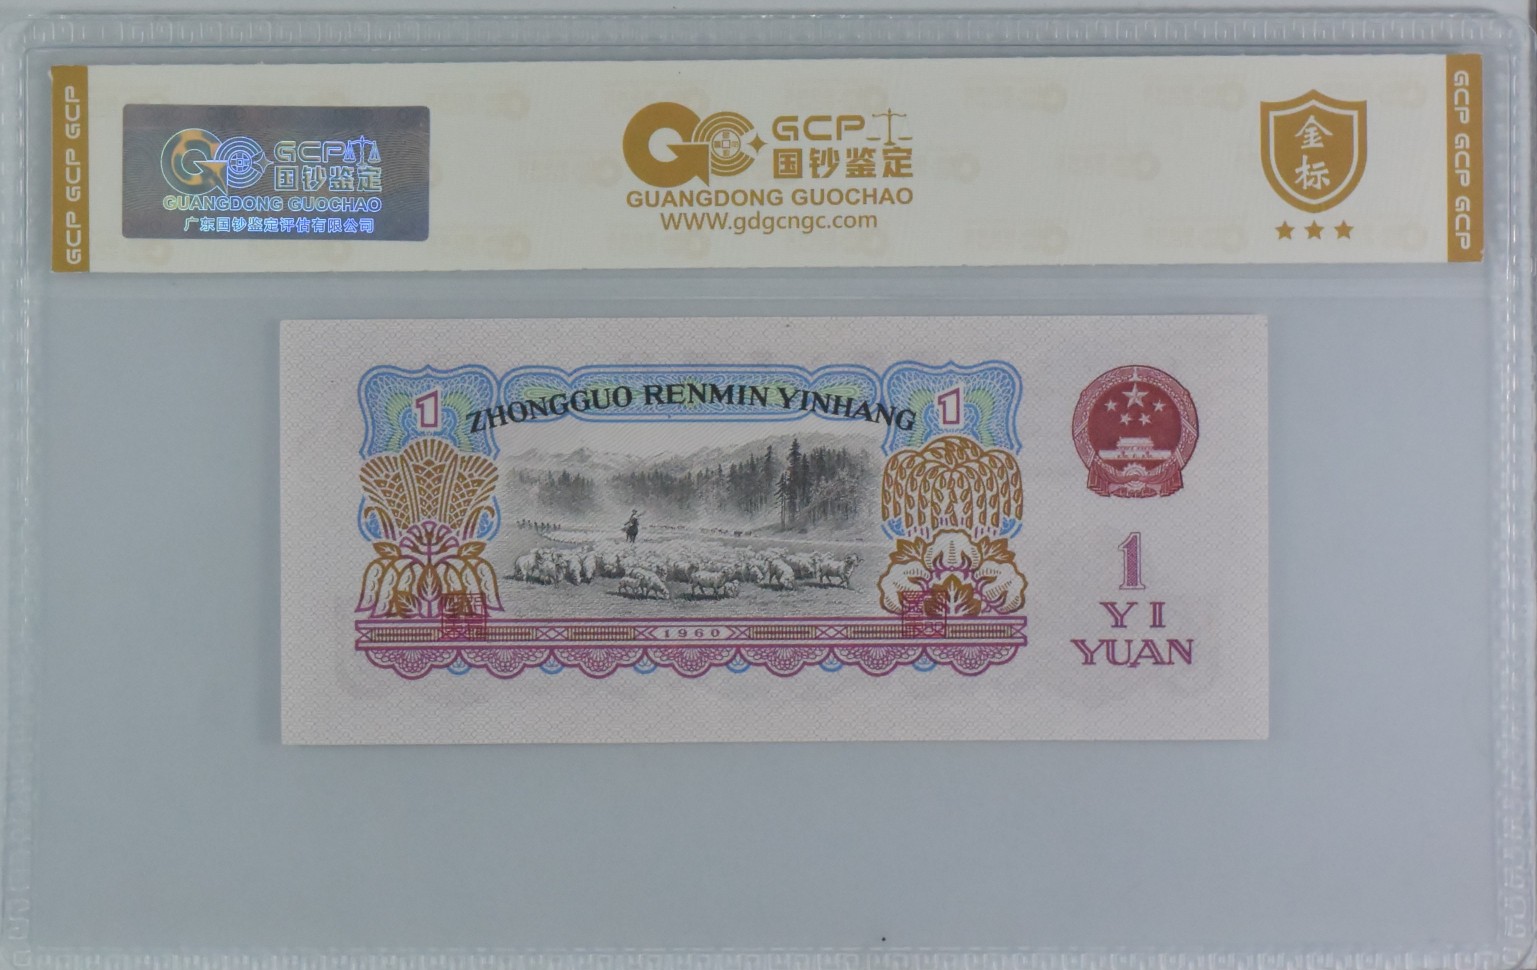 GCP GCP GCP
GCP
国钞鉴定
GUANGDONG GUOCHAO
广东国钞鉴定评估有限公司
GCP
国钞鉴定
GUANGDONG GUOCHAO
WWW.gdgcngc.com
金
标
GCP GCP GCP
1
ZHONGGUO RENMIN YINHANG
1
1960
1
YI
YUAN